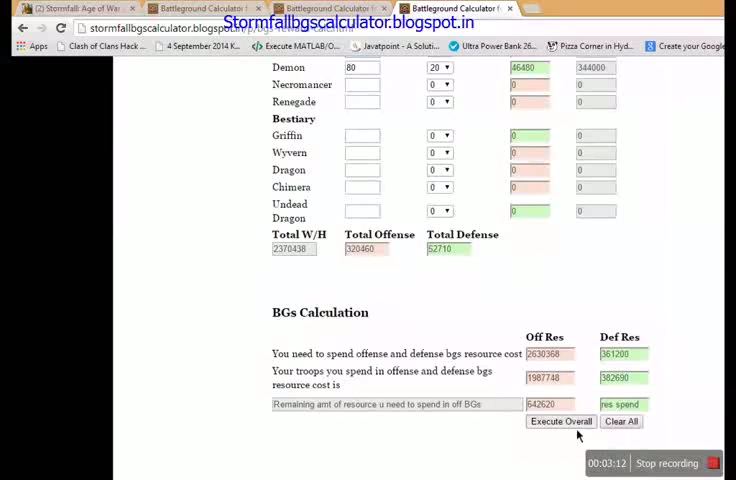 (2) Stormfall: Age of War
Battleground Calculator f
Battleground Calculator f
Battleground Calculator for
Stormfallbgscalculator.blogspot.in
stormfallbgscalculator.blogspot.in
Apps
Clash of Clans Hack ...
4 September 2014 K
Execute MATLAB/O
Javapoint - A Soluti...
Ultra Power Bank 26...
Pizza Corner in Hyd...
Create your Google
Demon 80 20 46480 344000
Necromancer 0 0 0
Renegade 0 0 0
Bestiary
Griffin 0 0 0
Wyvern 0 0 0
Dragon 0 0 0
Chimera 0 0 0
Undead
Dragon 0 0 0
Total W/H Total Offense Total Defense
2370438 320460 52710
BGs Calculation
Off Res Def Res
You need to spend offense and defense bgs resource cost 2630368 361200
Your troops you spend in offense and defense bgs
resource cost is 1987748 382690
Remaining amt of resource u need to spend in off BGs 642620 res spend
Execute Overall Clear All
00:03:12 Stop recording